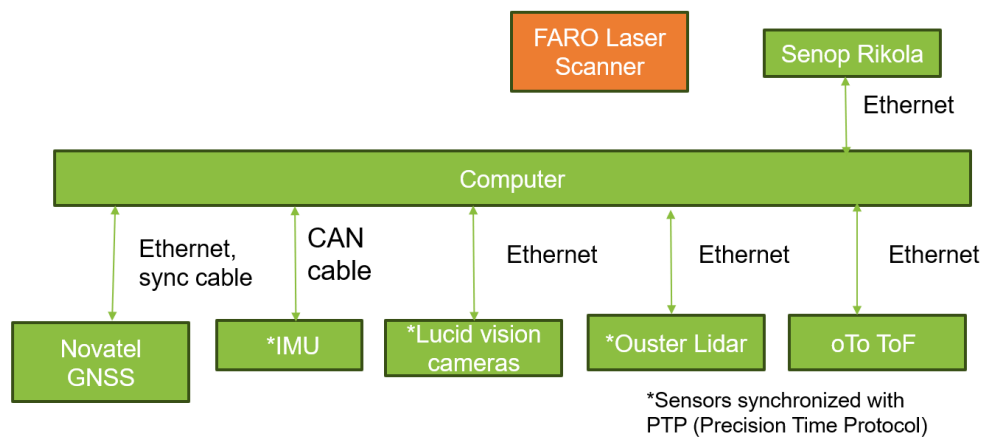 FARO Laser
Scanner
Senop Rikola
Ethernet
Computer
Ethernet,
sync cable
CAN
cable
Ethernet
Ethernet
Ethernet
Novatel
GNSS
*IMU
*Lucid vision
cameras
*Ouster Lidar
oTo ToF
*Sensors synchronized with
PTP (Precision Time Protocol)